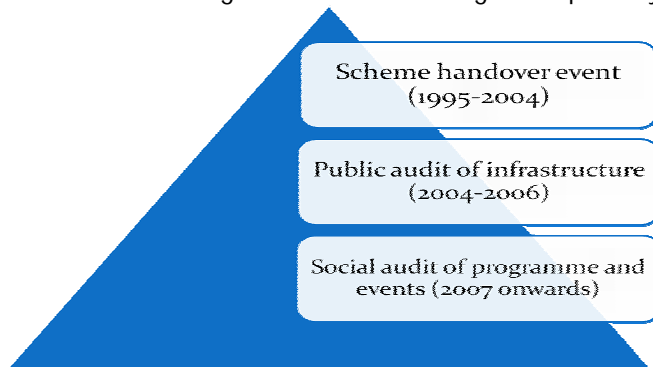 Scheme handover event
(1995-2004)
Public audit of infrastructure
(2004-2006)
Social audit of programme and
events (2007 onwards)